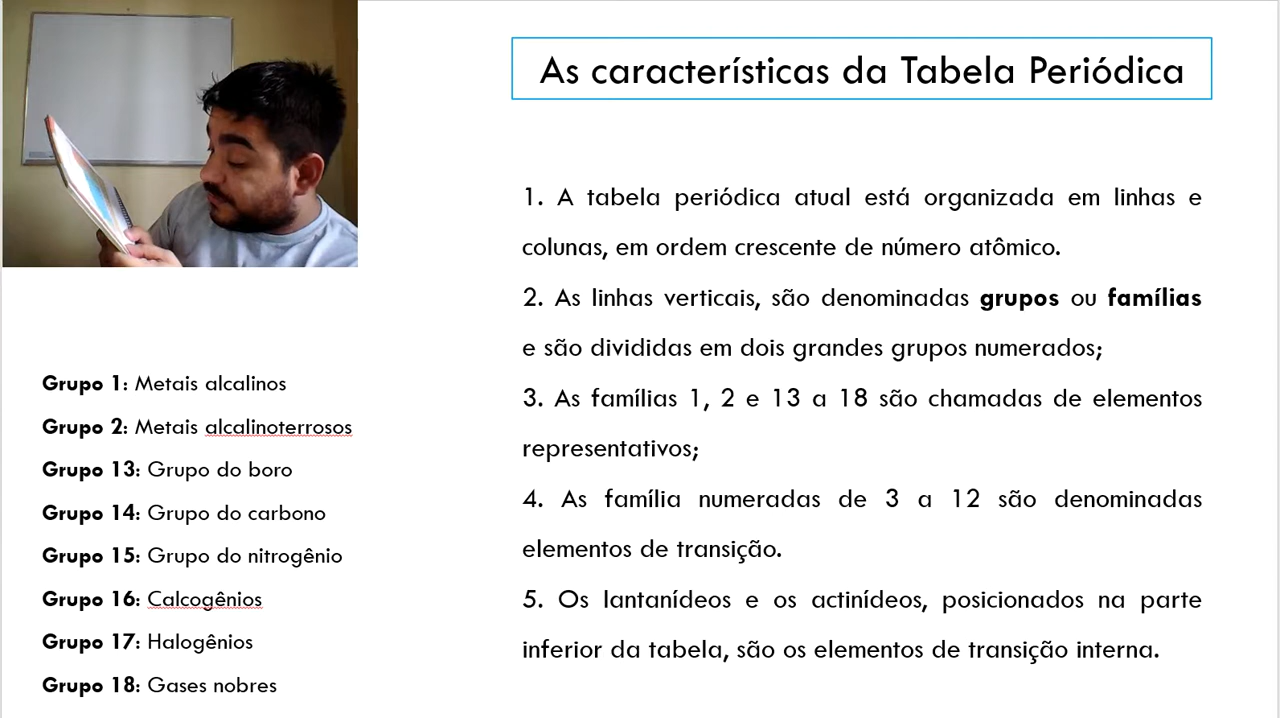 As características da Tabela Periódica
1. A tabela periódica atual está organizada em linhas e
colunas, em ordem crescente de número atômico.
2. As linhas verticais, são denominadas grupos ou famílias
e são divididas em dois grandes grupos numerados;
3. As famílias 1, 2 e 13 a 18 são chamadas de elementos
representativos;
4. As família numeradas de 3 a 12 são denominadas
elementos de transição.
5. Os lantanídeos e os actinídeos, posicionados na parte
inferior da tabela, são os elementos de transição interna.
Grupo 1: Metais alcalinos
Grupo 2: Metais alcalinoterrosos
Grupo 13: Grupo do boro
Grupo 14: Grupo do carbono
Grupo 15: Grupo do nitrogênio
Grupo 16: Calcogênios
Grupo 17: Halogênios
Grupo 18: Gases nobres